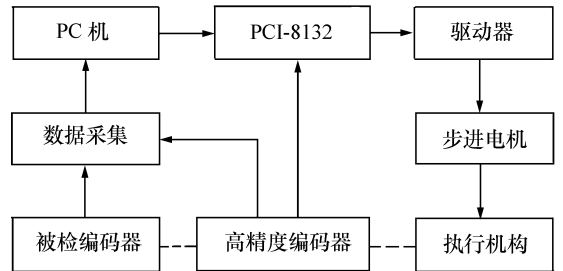 PC 机
PCI-8132
驱动器
数据采集
步进电机
被检编码器
高精度编码器
执行机构